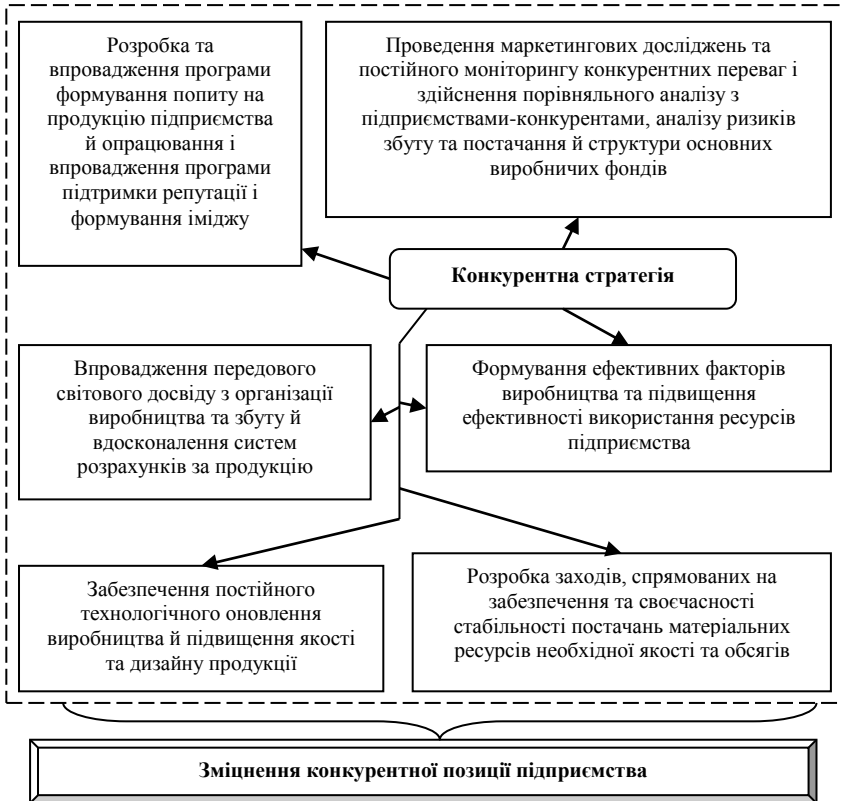 Розробка та
впровадження програми
формування попиту на
продукцію підприємства
й опрацювання і
впровадження програми
підтримки репутації і
формування іміджу
Проведення маркетингових досліджень та
постійного моніторингу конкурентних переваг і
здійснення порівняльного аналізу з
підприємствами-конкурентами, аналізу ризиків
збуту та постачання й структури основних
виробничих фондів
Конкурентна стратегія
Впровадження передового
світового досвіду з організації
виробництва та збуту й
вдосконалення систем
розрахунків за продукцію
Формування ефективних факторів
виробництва та підвищення
ефективності використання ресурсів
підприємства
Забезпечення постійного
технологічного оновлення
виробництва й підвищення якості
та дизайну продукції
Розробка заходів, спрямованих на
забезпечення та своєчасності
стабільності постачань матеріальних
ресурсів необхідної якості та обсягів
Зміцнення конкурентної позиції підприємства